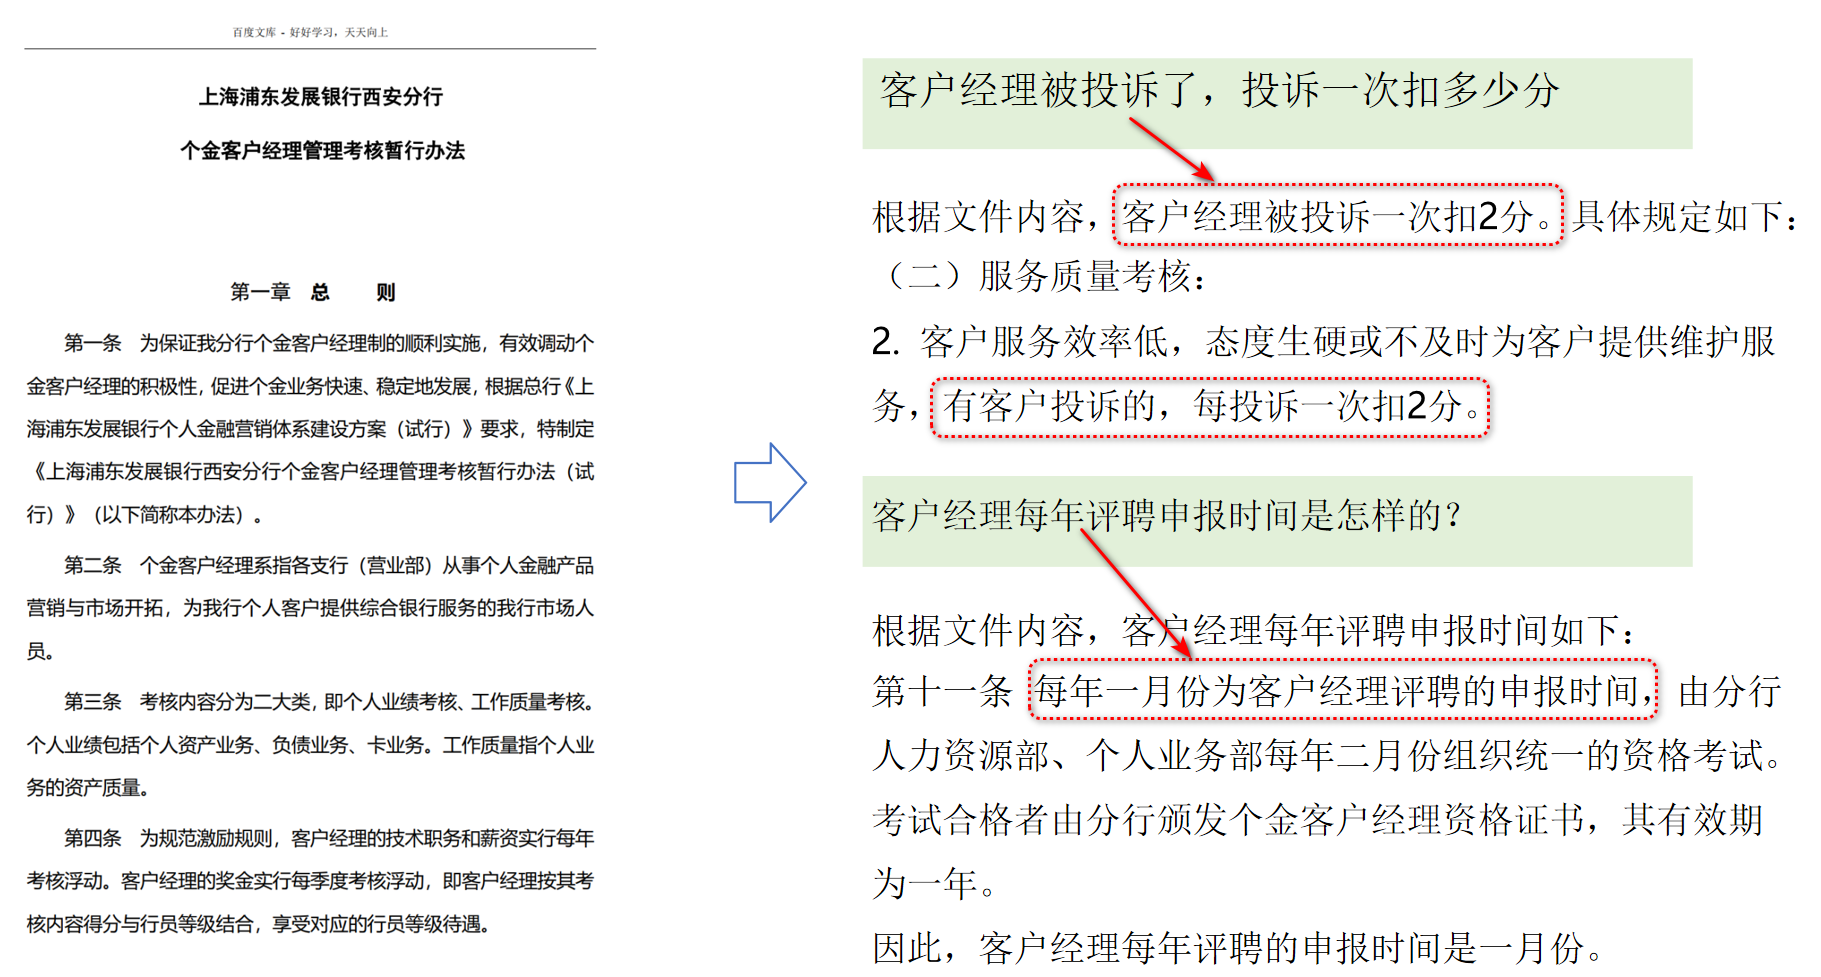 百度文库 - 好好学习，天天向上
上海浦东发展银行西安分行
个金客户经理管理考核暂行办法
第一章 总 则
第一条 为保证我分行个金客户经理制的顺利实施，有效调动个
金客户经理的积极性，促进个金业务快速、稳定地发展，根据总行《上
海浦东发展银行个人金融营销体系建设方案（试行）》要求，特制定
《上海浦东发展银行西安分行个金客户经理管理考核暂行办法（试
行）》（以下简称本办法）。
第二条 个金客户经理系指各支行（营业部）从事个人金融产品
营销与市场开拓，为我行个人客户提供综合银行服务的我行市场人
员。
第三条 考核内容分为二大类，即个人业绩考核、工作质量考核。
个人业绩包括个人资产业务、负债业务、卡业务。工作质量指个人业
务的资产质量。
第四条 为规范激励规则，客户经理的技术职务和薪资实行每年
考核浮动。客户经理的奖金实行每季度考核浮动，即客户经理按其考
核内容得分与行员等级结合，享受对应的行员等级待遇。
客户经理被投诉了，投诉一次扣多少分
根据文件内容，客户经理被投诉一次扣2分。具体规定如下：
（二）服务质量考核：
2. 客户服务效率低，态度生硬或不及时为客户提供维护服
务，有客户投诉的，每投诉一次扣2分。
客户经理每年评聘申报时间是怎样的？
根据文件内容，客户经理每年评聘申报时间如下：
第十一条 每年一月份为客户经理评聘的申报时间，由分行
人力资源部、个人业务部每年二月份组织统一的资格考试。
考试合格者由分行颁发个金客户经理资格证书，其有效期
为一年。
因此，客户经理每年评聘的申报时间是一月份。